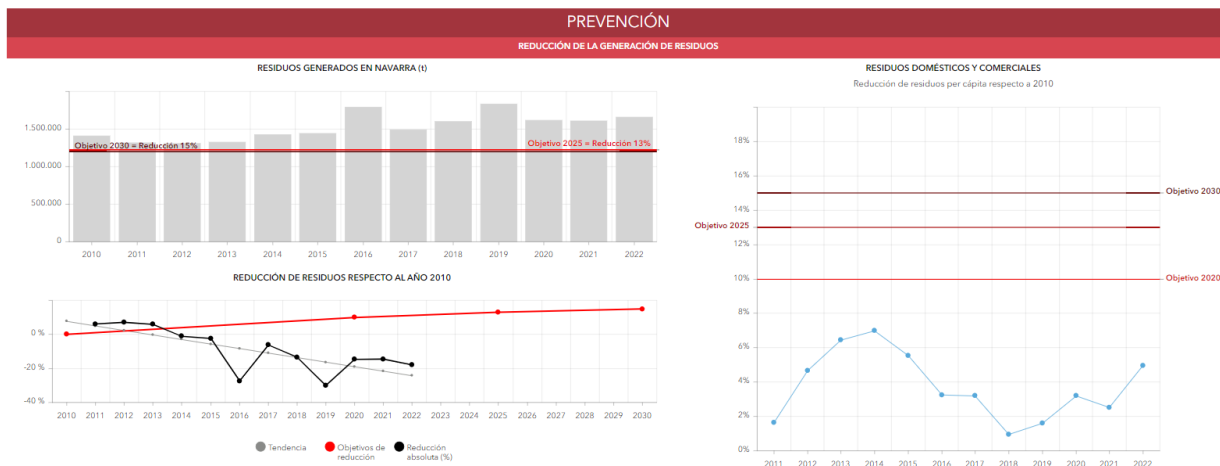 PREVENCIÓN
REDUCCIÓN DE LA GENERACIÓN DE RESIDUOS
RESIDUOS GENERADOS EN NAVARRA (t)
1.500.000
1.000.000
500.000
0
Objetivo 2030 = Reducción 15%
Objetivo 2025 = Reducción 13%
2010 2011 2012 2013 2014 2015 2016 2017 2018 2019 2020 2021 2022
REDUCCIÓN DE RESIDUOS RESPECTO AL AÑO 2010
0 %
-20 %
-40 %
2010 2011 2012 2013 2014 2015 2016 2017 2018 2019 2020 2021 2022 2023 2024 2025 2026 2027 2028 2029 2030
Tendencia
Objetivos de
reducción
Reducción
absoluta (%)
RESIDUOS DOMÉSTICOS Y COMERCIALES
Reducción de residuos per cápita respecto a 2010
18%
16%
Objetivo 2030
14%
Objetivo 2025
12%
10%
Objetivo 2020
8%
6%
4%
2%
0%
2011 2012 2013 2014 2015 2016 2017 2018 2019 2020 2021 2022